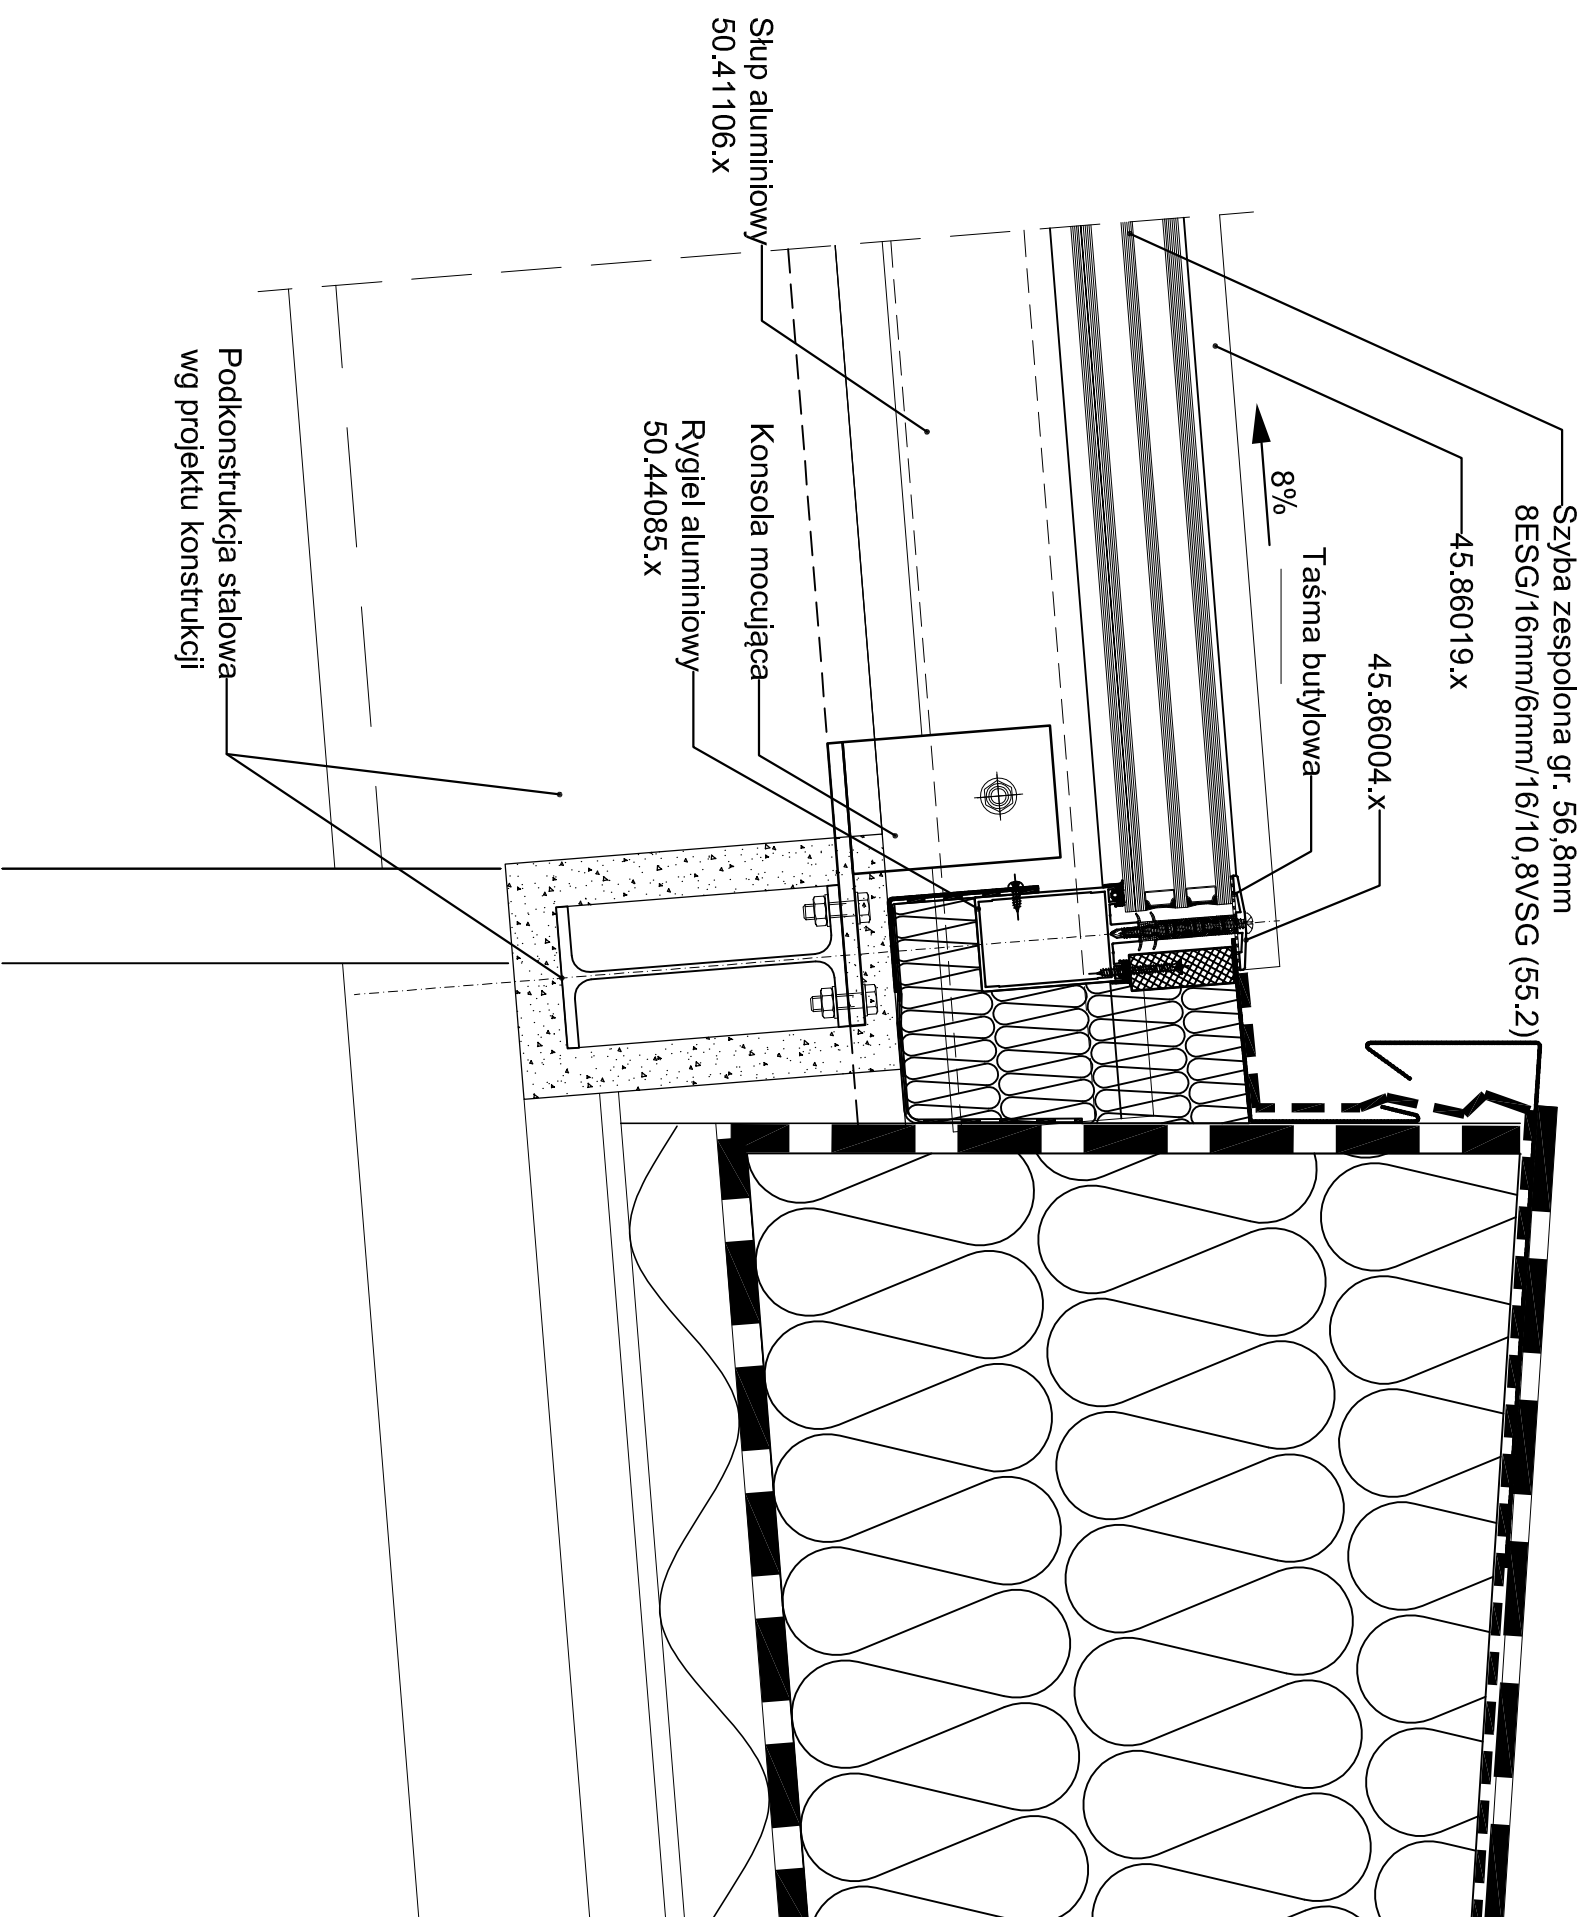 Szyba zespolona gr. 56,8mm
8ESG/16mm/6mm/16/10,8VSG (55.2)
45.86019.x
45.86004.x
Taśma butylowa
8%
Słup aluminiowy
50.41106.x
Konsola mocująca
Rygiel aluminiowy
50.44085.x
Podkonstrukcja stalowa
wg projektu konstrukcji